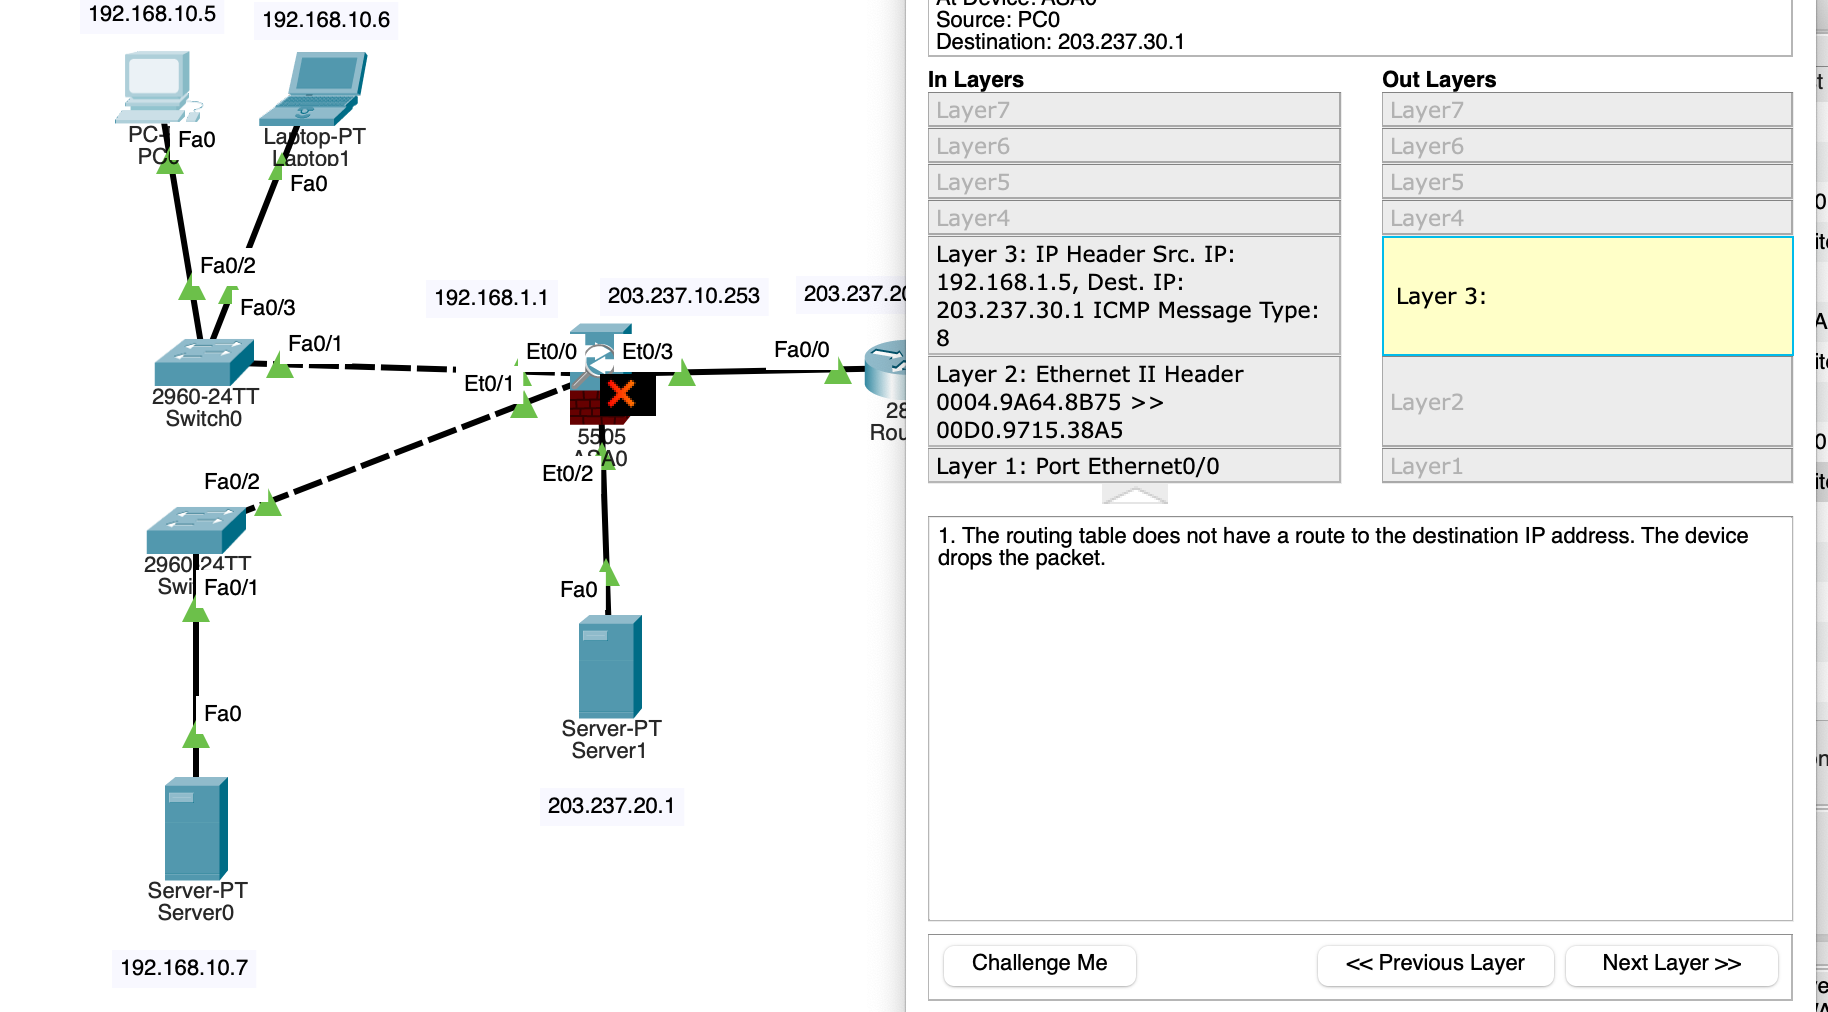 192.168.10.5
192.168.10.6
PC-
Fa0
Laptop-PT
Laptop1
Fa0
Fa0/2
Fa0/3
192.168.1.1
203.237.10.253
203.237.20
Fa0/1
Et0/0
Et0/3
Fa0/0
Et0/1
2960-24TT
Switch0
5505
ASA0
28
Rou
Et0/2
Fa0/2
2960-24TT
Swi
Fa0/1
Fa0
Fa0
Server-PT
Server1
203.237.20.1
Server-PT
Server0
192.168.10.7
At Device: ASA0
Source: PC0
Destination: 203.237.30.1
In Layers
Layer7
Layer6
Layer5
Layer4
Layer 3: IP Header Src. IP:
192.168.1.5, Dest. IP:
203.237.30.1 ICMP Message Type:
8
Layer 2: Ethernet II Header
0004.9A64.8B75 >>
00D0.9715.38A5
Layer 1: Port Ethernet0/0
Out Layers
Layer7
Layer6
Layer5
Layer4
Layer 3:
Layer2
Layer1
1. The routing table does not have a route to the destination IP address. The device
drops the packet.
Challenge Me
<< Previous Layer
Next Layer >>